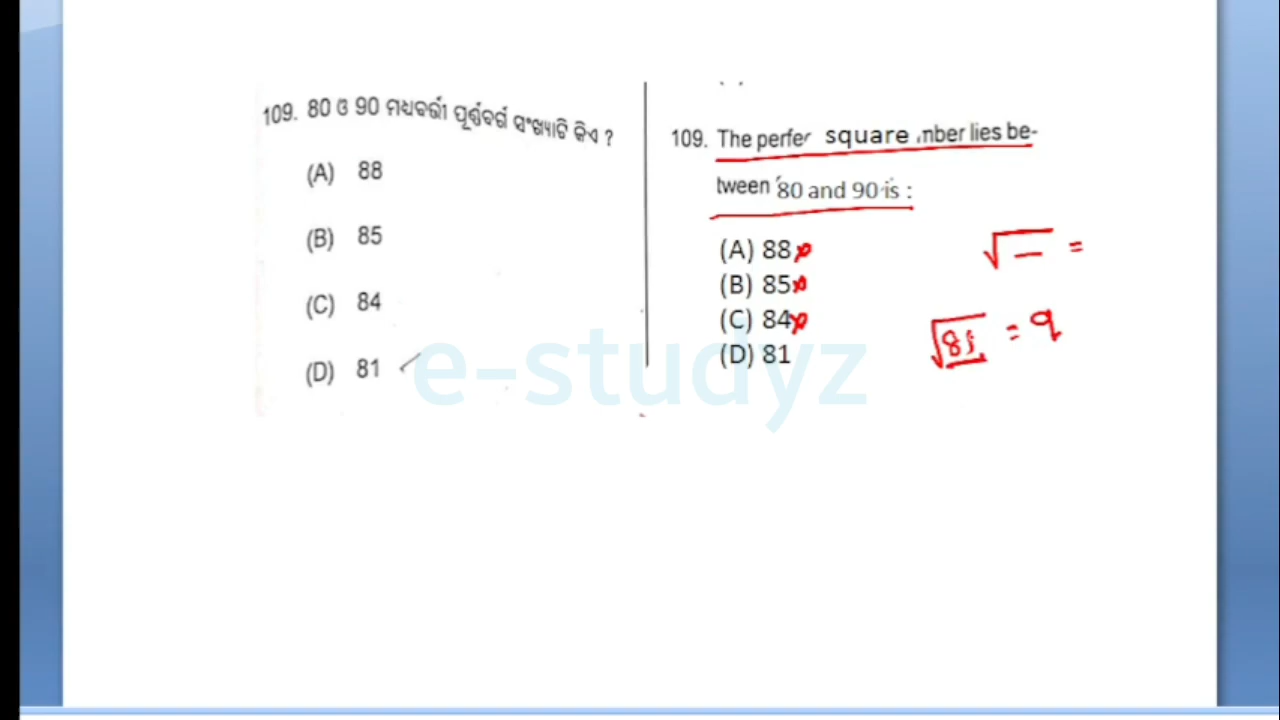 109. 80 ଓ 90 ମଧ୍ୟବର୍ତ୍ତୀ ପୂର୍ଣ୍ଣବର୍ଗ ସଂଖ୍ୟାଟି କିଏ ?
(A) 88
(B) 85
(C) 84
(D) 81
109. The perfe square mber lies be-
tween 80 and 90 is :
(A) 88
(B) 85
(C) 84
(D) 81
√ — =
√81 = 9
e-studyz